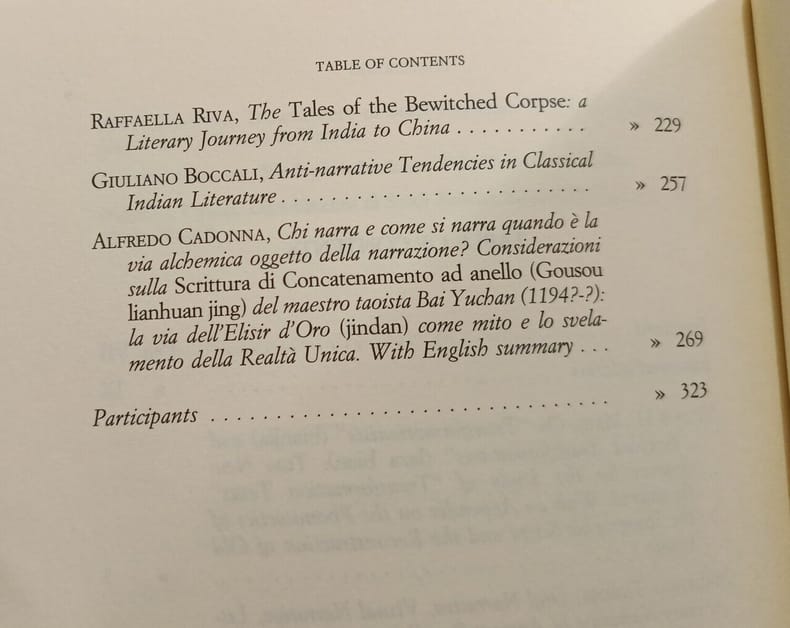 TABLE OF CONTENTS
RAFFAELLA RIVA, The Tales of the Bewitched Corpse: a
Literary Journey from India to China . . . . . . . . . . . » 229
GIULIANO BOCCALI, Anti-narrative Tendencies in Classical
Indian Literature . . . . . . . . . . . . . . . . . . . . . . . . » 257
ALFREDO CADONNA, Chi narra e come si narra quando è la
via alchemica oggetto della narrazione? Considerazioni
sulla Scrittura di Concatenamento ad anello (Gousou
lianhuan jing) del maestro taoista Bai Yuchan (1194?-?):
la via dell'Elisir d'Oro (jindan) come mito e lo svela-
mento della Realtà Unica. With English summary . . . » 269
Participants . . . . . . . . . . . . . . . . . . . . . . . . . . . . . » 323